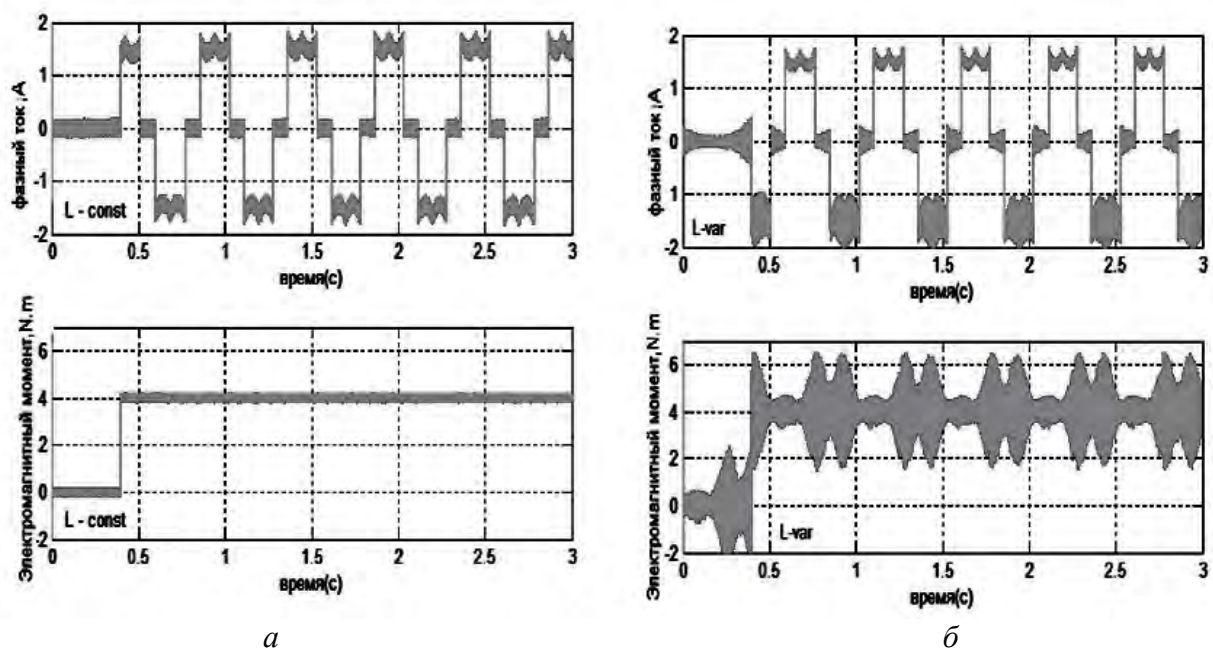 фазный ток ,А
2
1
0
-1
-2
L - const
0 0.5 1 1.5 2 2.5 3
время(с)
Электромагнитный момент,N.m
6
4
2
0
-2
L - const
0 0.5 1 1.5 2 2.5 3
время(с)
а
фазный ток ,А
2
1
0
1
-2
L-var
0 0.5 1 1.5 2 2.5 3
время(с)
Электромагнитный момент,N.m
6
4
2
0
-2
L-var
0 0.5 1 1.5 2 2.5 3
время(с)
б